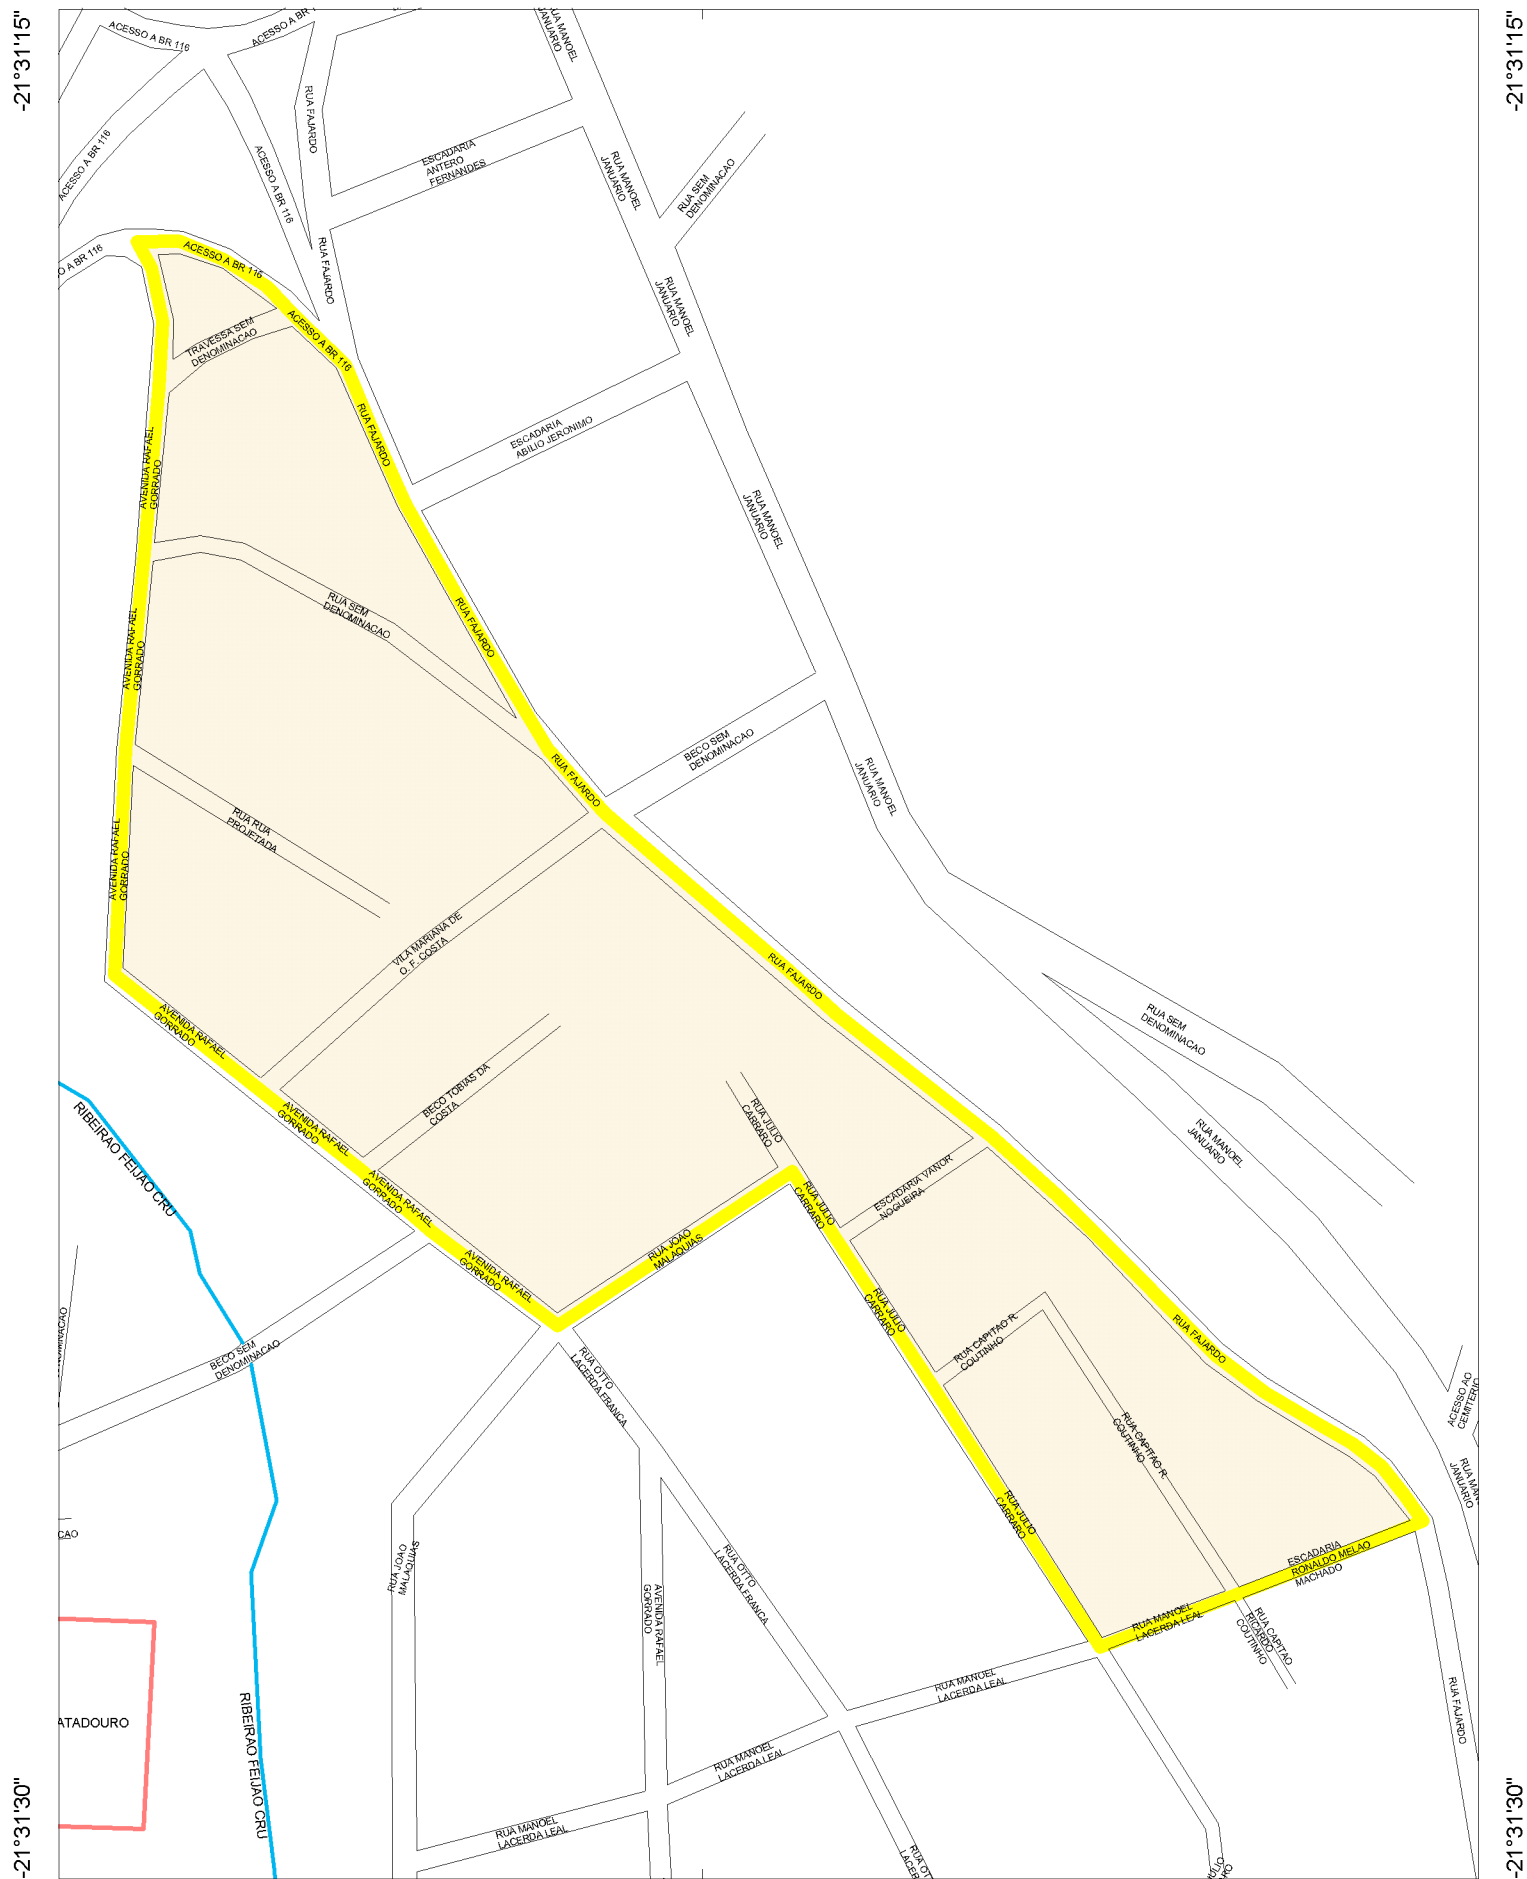 -21°31'15"
-21°31'15"
ACESSO A BR 116
ACESSO A BR
RUA MANOEL
JANUARIO
ACESSO A BR 116
RUA FAJARDO
ACESSO A BR 116
ESCADARIA
ANTERO
FERNANDES
RUA MANOEL
JANUARIO
RUA SEM
DENOMINACAO
O A BR 116
ACESSO A BR 116
RUA FAJARDO
RUA MANOEL
JANUARIO
TRAVESSA SEM
DENOMINACAO
ACESSO A BR 116
RUA FAJARDO
ESCADARIA
ABILIO JERONIMO
AVENIDA RAFAEL
GORRADO
RUA MANOEL
JANUARIO
RUA SEM
DENOMINACAO
RUA FAJARDO
AVENIDA RAFAEL
GORRADO
BECO SEM
DENOMINACAO
RUA FAJARDO
RUA MANOEL
JANUARIO
RUA RUA
PROJETADA
AVENIDA RAFAEL
GORRADO
VILA MARIANA DE
O. F. COSTA
RUA FAJARDO
AVENIDA RAFAEL
GORRADO
RUA SEM
DENOMINACAO
BECO TOBIAS DA
COSTA
RUA JULIO
CARRARO
AVENIDA RAFAEL
GORRADO
RIBEIRAO FEIJAO CRU
RUA MANOEL
JANUARIO
AVENIDA RAFAEL
GORRADO
ESCADARIA VANOR
NOGUEIRA
RUA JULIO
CARRARO
RUA JOAO
MALAQUIAS
AVENIDA RAFAEL
GORRADO
RUA JULIO
CARRARO
RUA CAPITAO R.
COUTINHO
RUA FAJARDO
BECO SEM
DENOMINACAO
RUA OTTO
LACERDA FRANCA
ACESSO AO
CEMITERIO
RUA CAPITAO R.
COUTINHO
RUA MAN
JANUARIO
RUA JULIO
CARRARO
CAO
RUA JOAO
MALAQUIAS
RUA OTTO
LACERDA FRANCA
AVENIDA RAFAEL
GORRADO
ESCADARIA
RONALDO MELAO
MACHADO
RUA MANOEL
LACERDA LEAL
RUA CAPITAO
RICARDO
COUTINHO
RUA MANOEL
LACERDA LEAL
RUA FAJARDO
ATADOURO
RIBEIRAO FEIJAO CRU
RUA MANOEL
LACERDA LEAL
RUA MANOEL
LACERDA LEAL
RUA OT
LACER
-21°31'30"
-21°31'30"